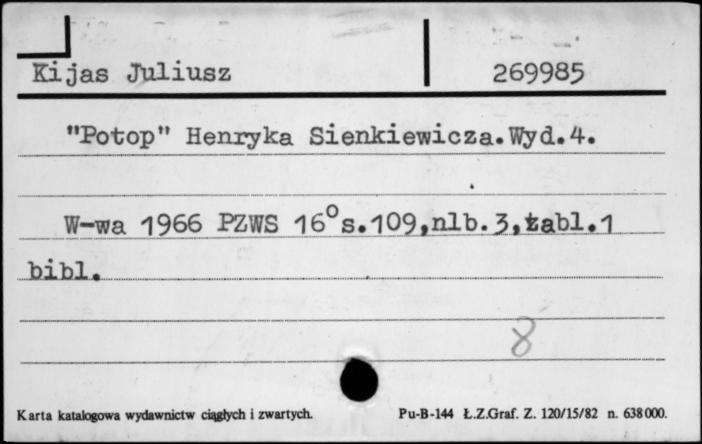 Kijas Juliusz 269985
"Potop" Henryka Sienkiewicza.Wyd.4.
W-wa 1966 PZWS 16°s.109,nlb.3,tabl.1
bibl.
8
Karta katalogowa wydawnictw ciągłych i zwartych. Pu-B-144 Ł.Z.Graf. Z. 120/15/82 n. 638000.